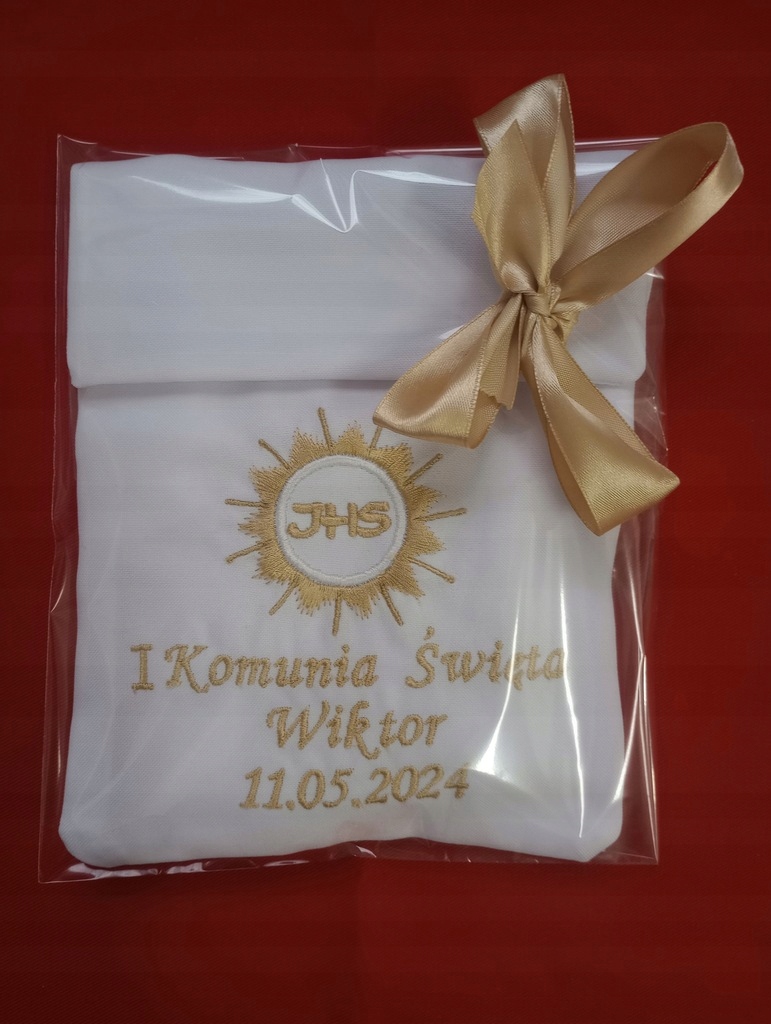 JHS
I Komunia Święta
Wiktor
11.05.2024